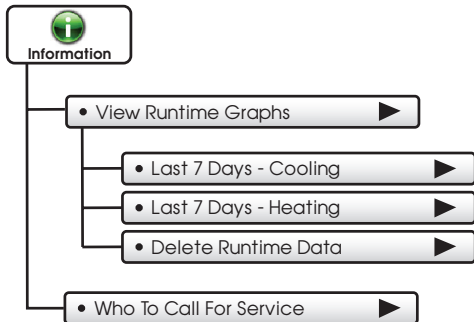 Information
• View Runtime Graphs
• Last 7 Days - Cooling
• Last 7 Days - Heating
• Delete Runtime Data
• Who To Call For Service